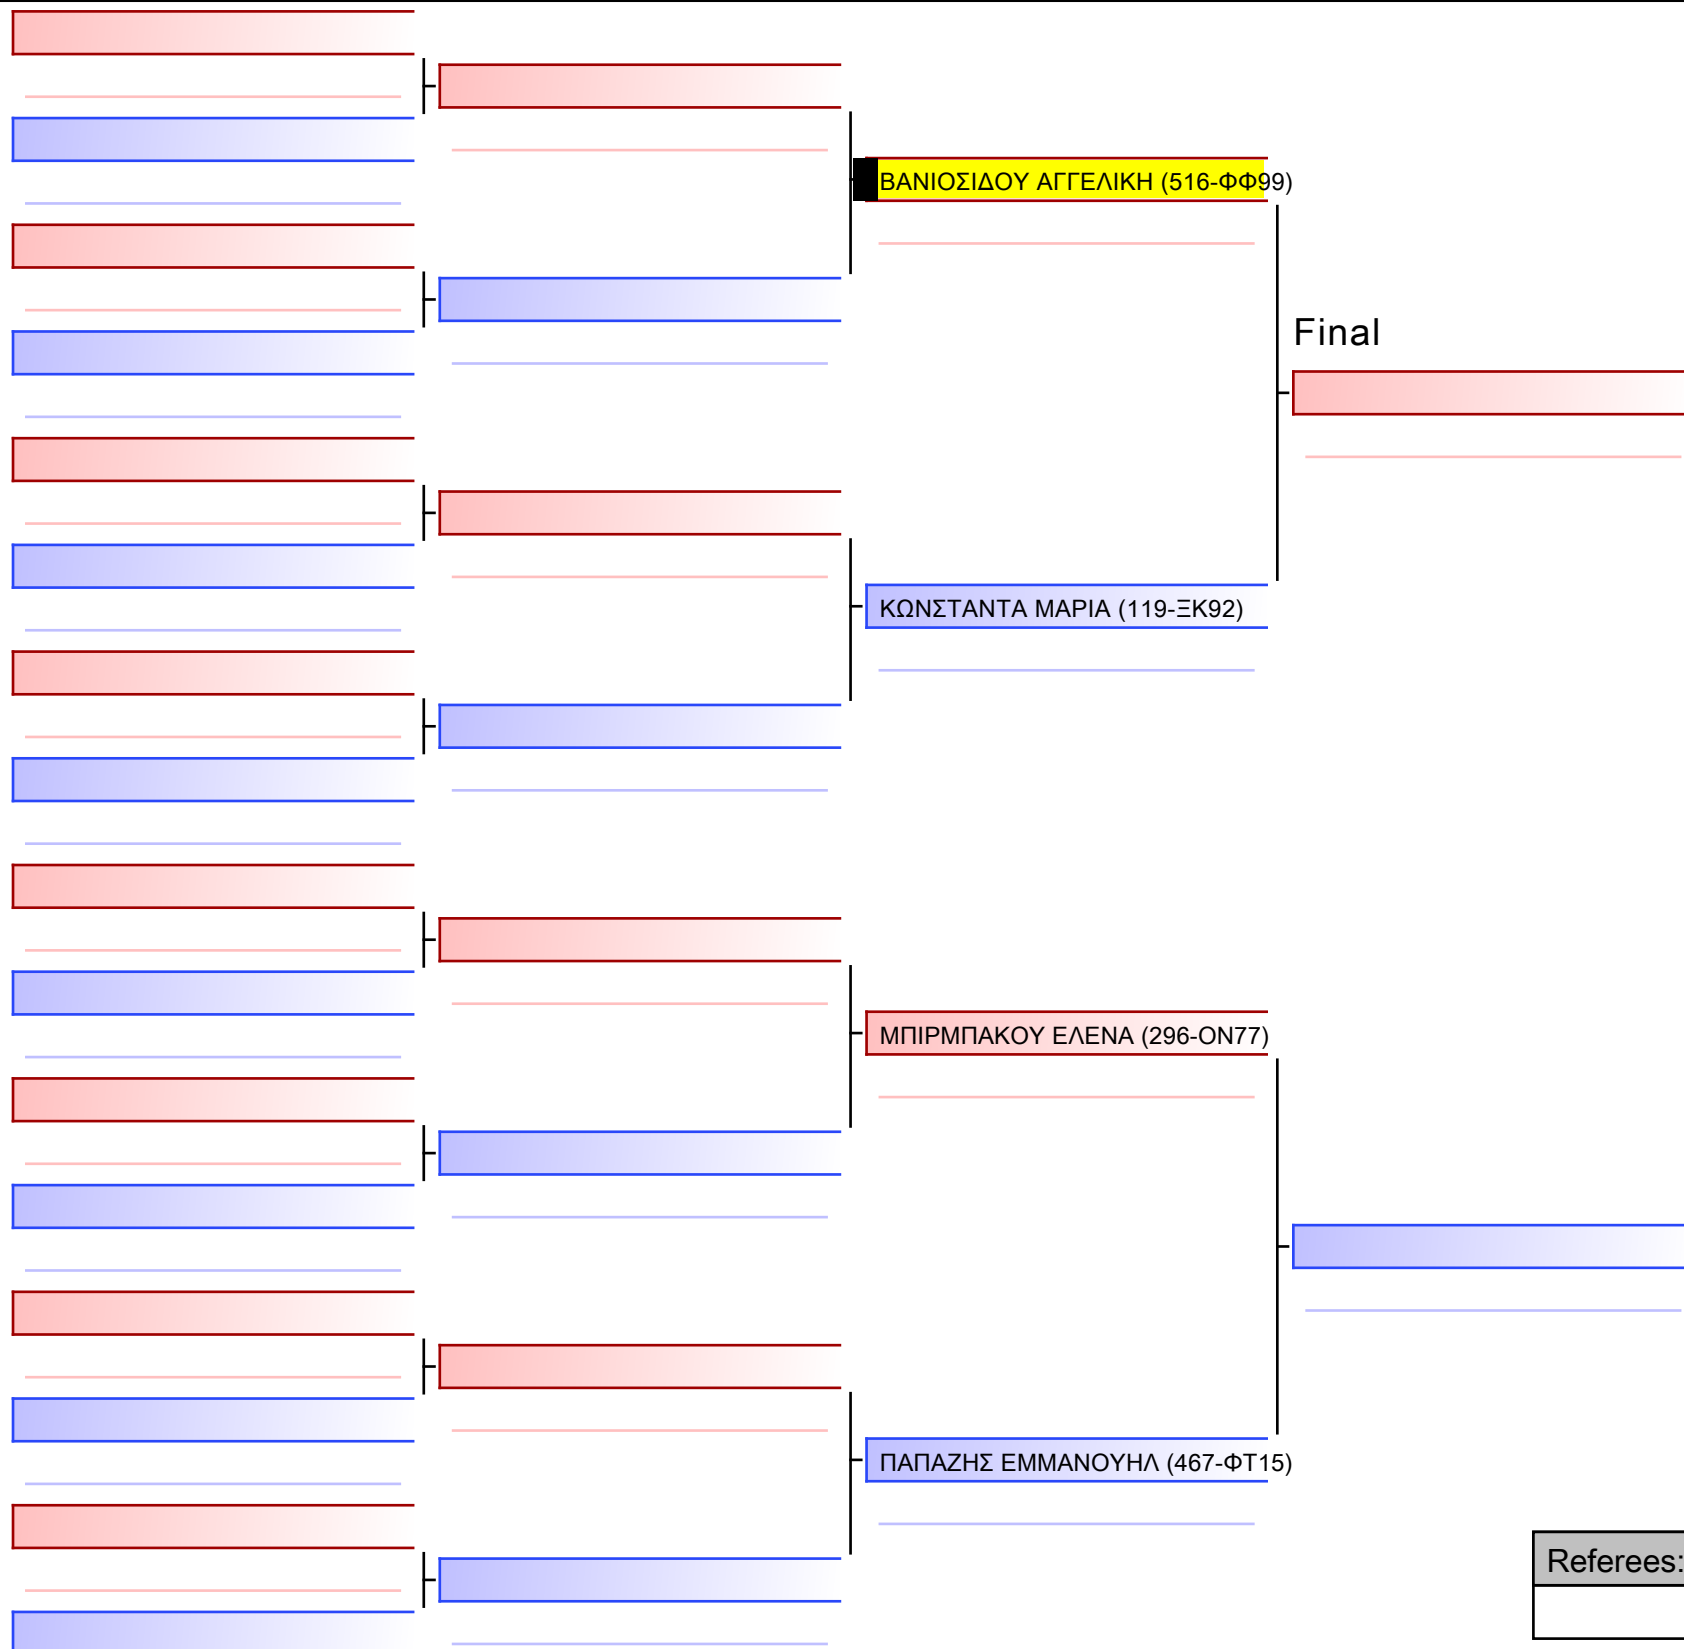 ΒΑΝΙΟΣΙΔΟΥ ΑΓΓΕΛΙΚΗ (516-ΦΦ99)
Final
ΚΩΝΣΤΑΝΤΑ ΜΑΡΙΑ (119-ΞΚ92)
ΜΠΙΡΜΠΑΚΟΥ ΕΛΕΝΑ (296-ΟΝ77)
ΠΑΠΑΖΗΣ ΕΜΜΑΝΟΥΗΛ (467-ΦΤ15)
Referees: